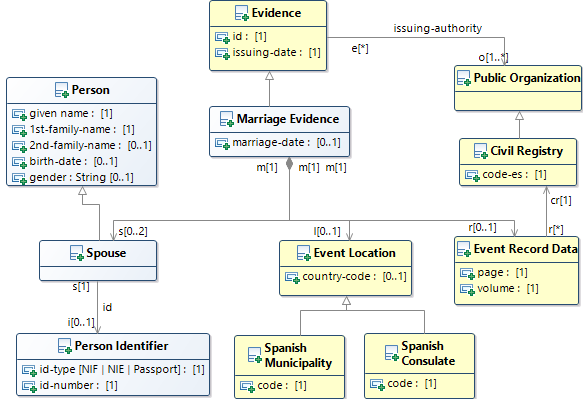 Evidence
id : [1]
issuing-date : [1]
issuing-authority
e[*]
o[1..*]
Public Organization
Person
given name : [1]
1st-family-name : [1]
2nd-family-name : [0..1]
birth-date : [0..1]
gender : String [0..1]
Marriage Evidence
marriage-date : [0..1]
m[1] m[1] m[1]
Civil Registry
code-es : [1]
cr[1]
s[0..2]
l[0..1]
r[0..1]
r[*]
Spouse
s[1]
id
i[0..1]
Event Location
country-code : [0..1]
Event Record Data
page : [1]
volume : [1]
Person Identifier
id-type [NIF | NIE | Passport] : [1]
id-number : [1]
Spanish
Municipality
code : [1]
Spanish
Consulate
code : [1]